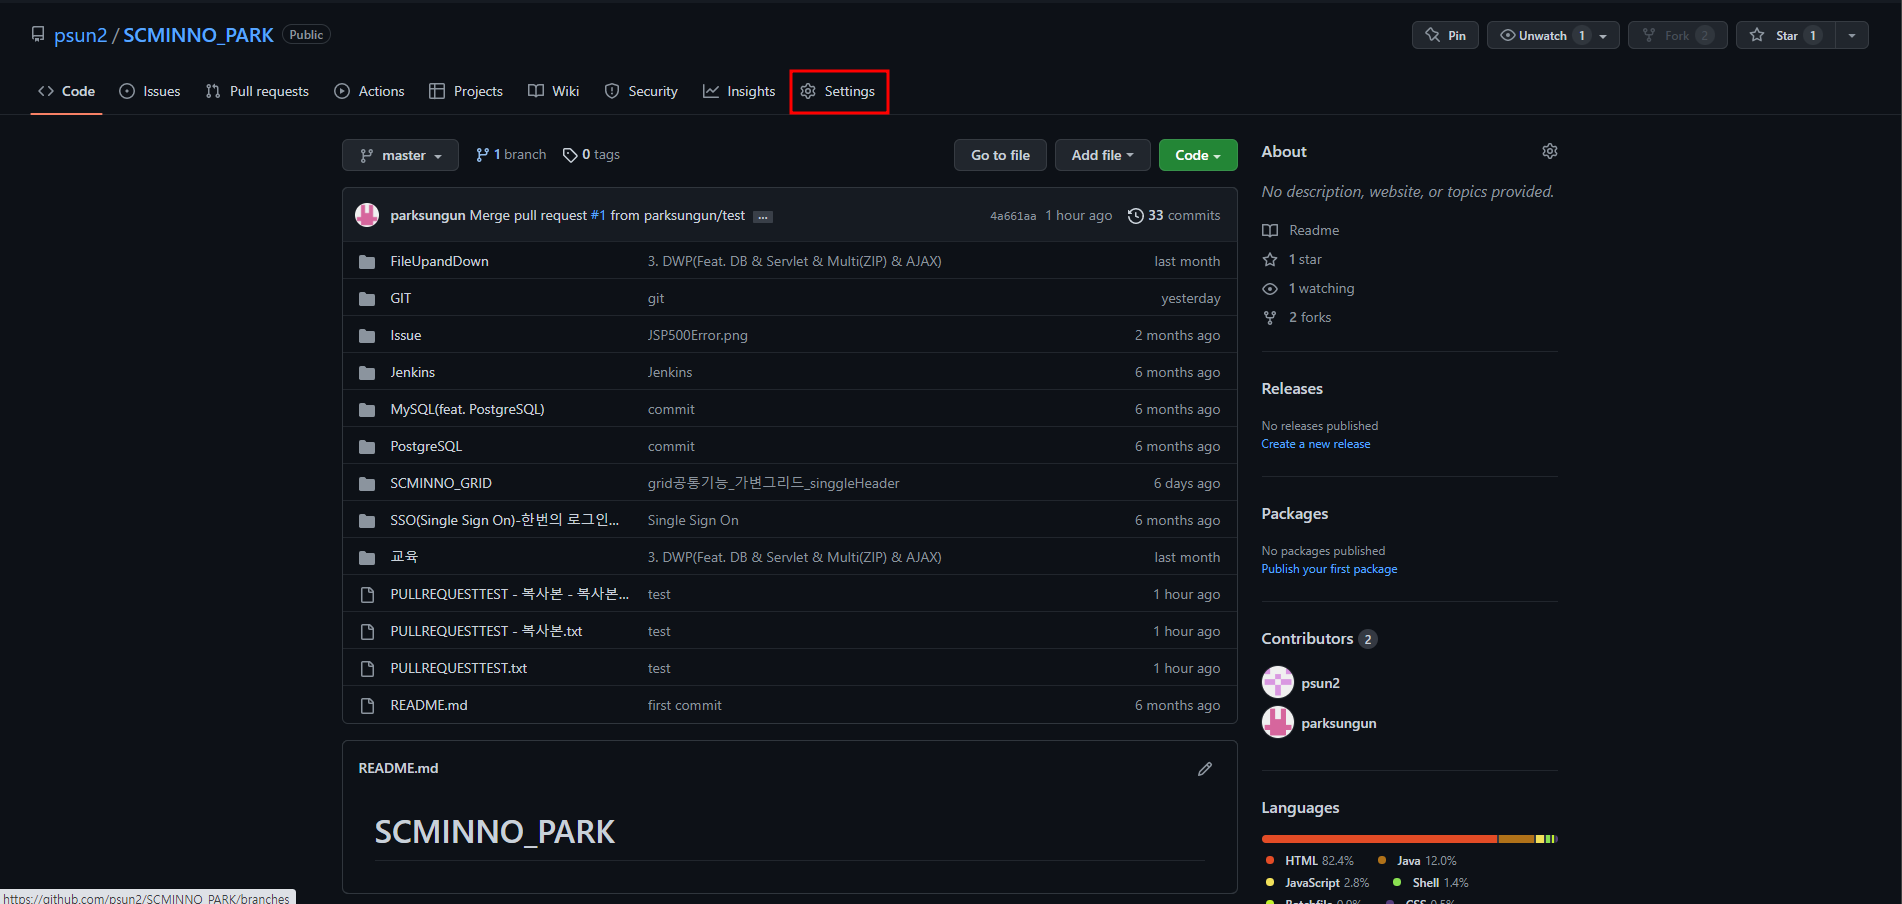 psun2 / SCMINNO_PARK Public
Pin Unwatch 1 Fork 2 Star 1
Code Issues Pull requests Actions Projects Wiki Security Insights Settings
master 1 branch 0 tags Go to file Add file Code
parksungun Merge pull request #1 from parksungun/test ... 4a661aa 1 hour ago 33 commits
FileUpandDown 3. DWP(Feat. DB & Servlet & Multi(ZIP) & AJAX) last month
GIT git yesterday
Issue JSP500Error.png 2 months ago
Jenkins Jenkins 6 months ago
MySQL(feat. PostgreSQL) commit 6 months ago
PostgreSQL commit 6 months ago
SCMINNO_GRID grid공통기능_가변그리드_singgleHeader 6 days ago
SSO(Single Sign On)-한번의 로그인... Single Sign On 6 months ago
교육 3. DWP(Feat. DB & Servlet & Multi(ZIP) & AJAX) last month
PULLREQUESTTEST - 복사본 - 복사본... test 1 hour ago
PULLREQUESTTEST - 복사본.txt test 1 hour ago
PULLREQUESTTEST.txt test 1 hour ago
README.md first commit 6 months ago
README.md
SCMINNO_PARK
About
No description, website, or topics provided.
Readme
1 star
1 watching
2 forks
Releases
No releases published
Create a new release
Packages
No packages published
Publish your first package
Contributors 2
psun2
parksungun
Languages
HTML 82.4% Java 12.0%
JavaScript 2.8% Shell 1.4%
Batchfile 0.9% CSS 0.5%
https://github.com/psun2/SCMINNO_PARK/branches